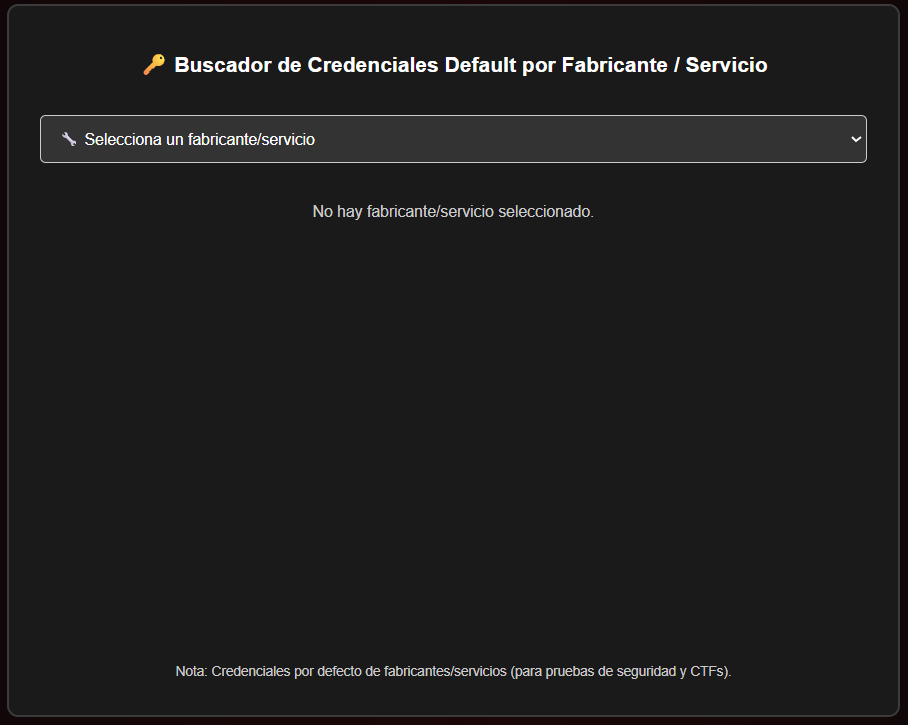 🔑 Buscador de Credenciales Default por Fabricante / Servicio
🔧 Selecciona un fabricante/servicio
No hay fabricante/servicio seleccionado.
Nota: Credenciales por defecto de fabricantes/servicios (para pruebas de seguridad y CTFs).